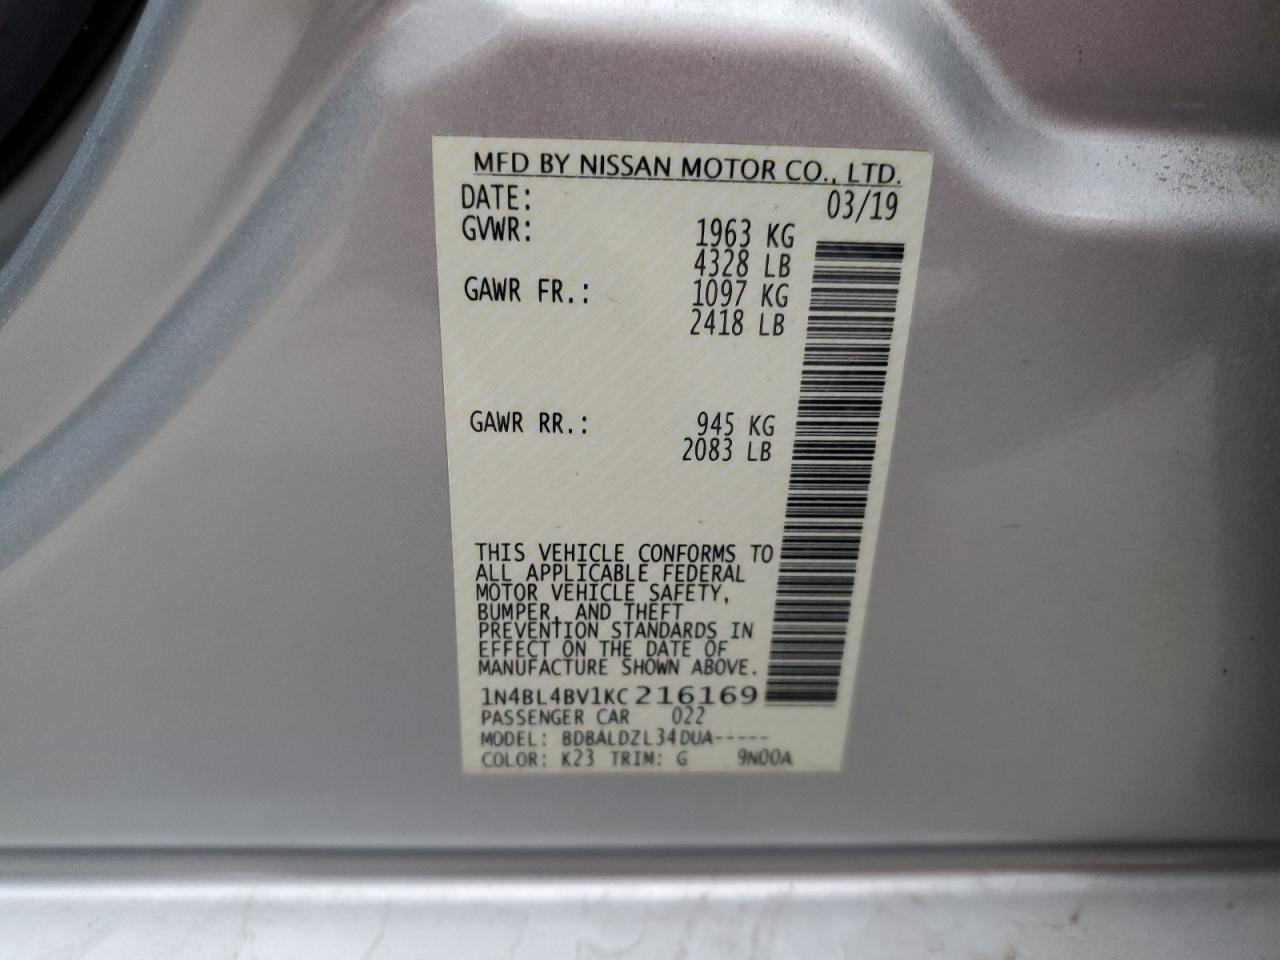 MFD BY NISSAN MOTOR CO., LTD.
DATE: 03/19
GVWR: 1963 KG
4328 LB
GAWR FR.: 1097 KG
2418 LB
GAWR RR.: 945 KG
2083 LB
THIS VEHICLE CONFORMS TO
ALL APPLICABLE FEDERAL
MOTOR VEHICLE SAFETY,
BUMPER, AND THEFT
PREVENTION STANDARDS IN
EFFECT ON THE DATE OF
MANUFACTURE SHOWN ABOVE.
1N4BL4BV1KC216169
PASSENGER CAR 022
MODEL: BDBALDZL34DUA-----
COLOR: K23 TRIM: G 9N00A